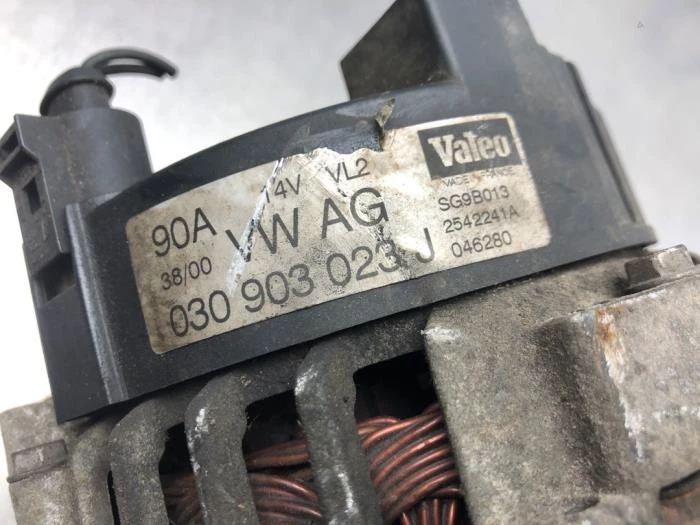 90A 14V VL2
38/00 VW AG
030 903 023 J
Valeo
MADE IN FRANCE
SG9B013
2542241A
046280